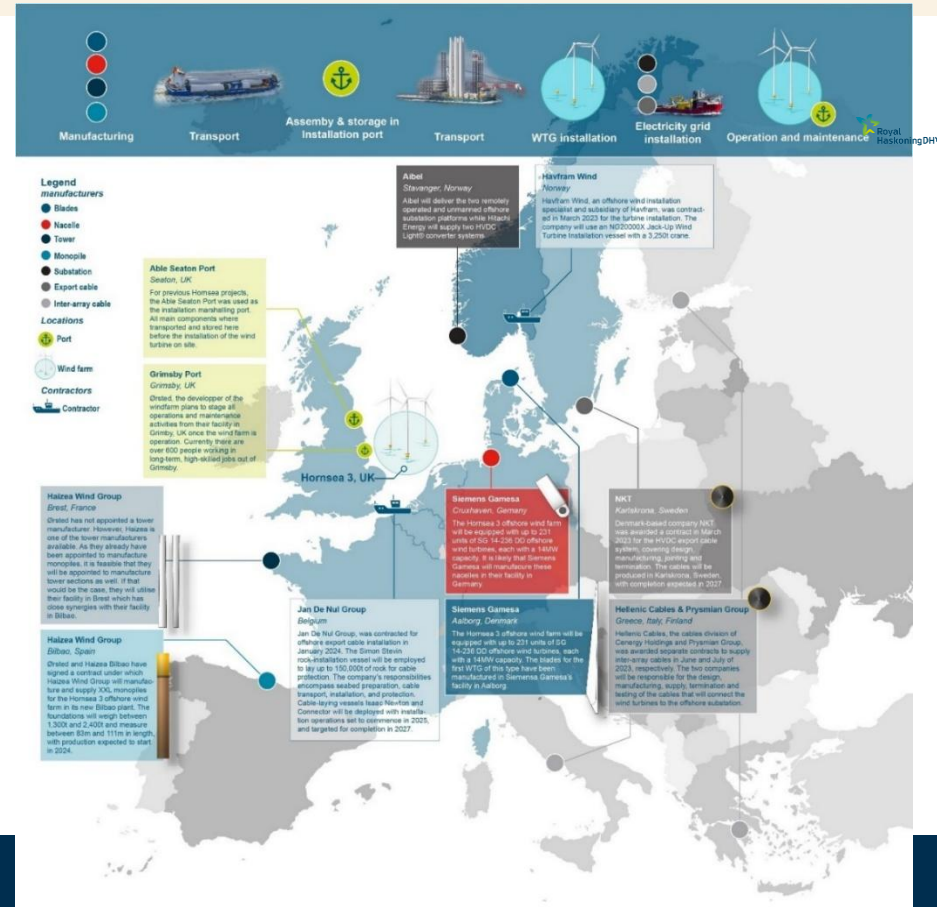 Manufacturing
Transport
Assemby & storage in
Installation port
Transport
WTG installation
Electricity grid
installation
Operation and maintenance
Royal
HaskoningDHV
Legend
manufacturers
Blades
Nacelle
Tower
Monopile
Substation
Export cable
Inter-array cable
Locations
Port
Wind farm
Contractors
Contractor
Aibel
Stavanger, Norway
Aibel will deliver the two remotely
operated and unmanned offshore
substation platforms while Hitachi
Energy will supply two HVDC
Light® converter systems.
Havfram Wind
Norway
Havfram Wind, an offshore wind installation
specialist and subsidiary of Havfram, was contract-
ed in March 2023 for the turbine installation. The
company will use an NG20000X Jack-Up Wind
Turbine Installation vessel with a 3,250t crane.
Able Seaton Port
Seaton, UK
For previous Hornsea projects,
the Able Seaton Port was used as
the installation marshelling port.
All main components where
transported and stored here
before the installation of the wind
turbine on site.
Grimsby Port
Grimsby, UK
Ørsted, the developper of the
windfarm plans to stage all
operations and maintenance
activities from their facility in
Grimby, UK once the wind farm is
operation. Currently there are
over 600 people working in
long-term, high-skilled jobs out of
Grimsby.
Hornsea 3, UK
Haizea Wind Group
Brest, France
Ørsted has not appointed a tower
manufacturer. However, Haizea is
one of the tower manufacturers
available. As they already have
been appointed to manufacture
monopiles. It is feasible that they
will be appointed to manufacture
tower sections as well. If that
would be the case, they will utilise
their facility in Brest which has
close synergies with their facility
in Bilbao.
Haizea Wind Group
Bilbao, Spain
Ørsted and Haizea Bilbao have
signed a contract under which
Haizea Wind Group will manufac-
ture and supply XXL monopiles
for the Hornsea 3 offshore wind
farm in its new Bilbao plant. The
foundations will weigh between
1,300t and 2,400t and measure
between 83m and 111m in length,
with production expected to start
in 2024.
Jan De Nul Group
Belgium
Jan De Nul Group, was contracted for
offshore export cable installation in
January 2024. The Simon Stevin
rock-installation vessel will be employed
to lay up to 150,000t of rock for cable
protection. The company's responsibilities
encompass seabed preparation, cable
transport, installation, and protection.
Cable-laying vessels Isaac Newton and
Connector will be deployed with installa-
tion operations set to commence in 2025,
and targeted for completion in 2027.
Siemens Gamesa
Cruxhaven, Gemany
The Hornsea 3 offshore wind farm
will be equipped with up to 231
units of SG 14-236 DD offshore
wind turbines, each with a 14MW
capacity. It is likely that Siemens
Gamesa will manufacure these
nacelles in their facility in
Germany.
Siemens Gamesa
Aalborg, Denmark
The Hornsea 3 offshore wind farm will be
equipped with up to 231 units of SG
14-236 DD offshore wind turbines, each
with a 14MW capacity. The blades for the
first WTG of this type have been
manufactured in Siemensa Gamesa's
facility in Aalborg.
NKT
Karlskrona, Sweden
Denmark-based company NKT,
was awarded a contract in March
2023 for the HVDC export cable
system, covering design,
manufacturing, jointing and
termination. The cables will be
produced in Karlskrona, Sweden,
with completion expected in 2027.
Hellenic Cables & Prysmian Group
Greece, Italy, Finland
Hellenic Cables, the cables division of
Cenergy Holdings and Prysmian Group,
was awarded separate contracts to supply
inter-array cables in June and July of
2023, respectively. The two companies
will be responsible for the design,
manufacturing, supply, termination and
testing of the cables that will connect the
wind turbines to the offshore substation.